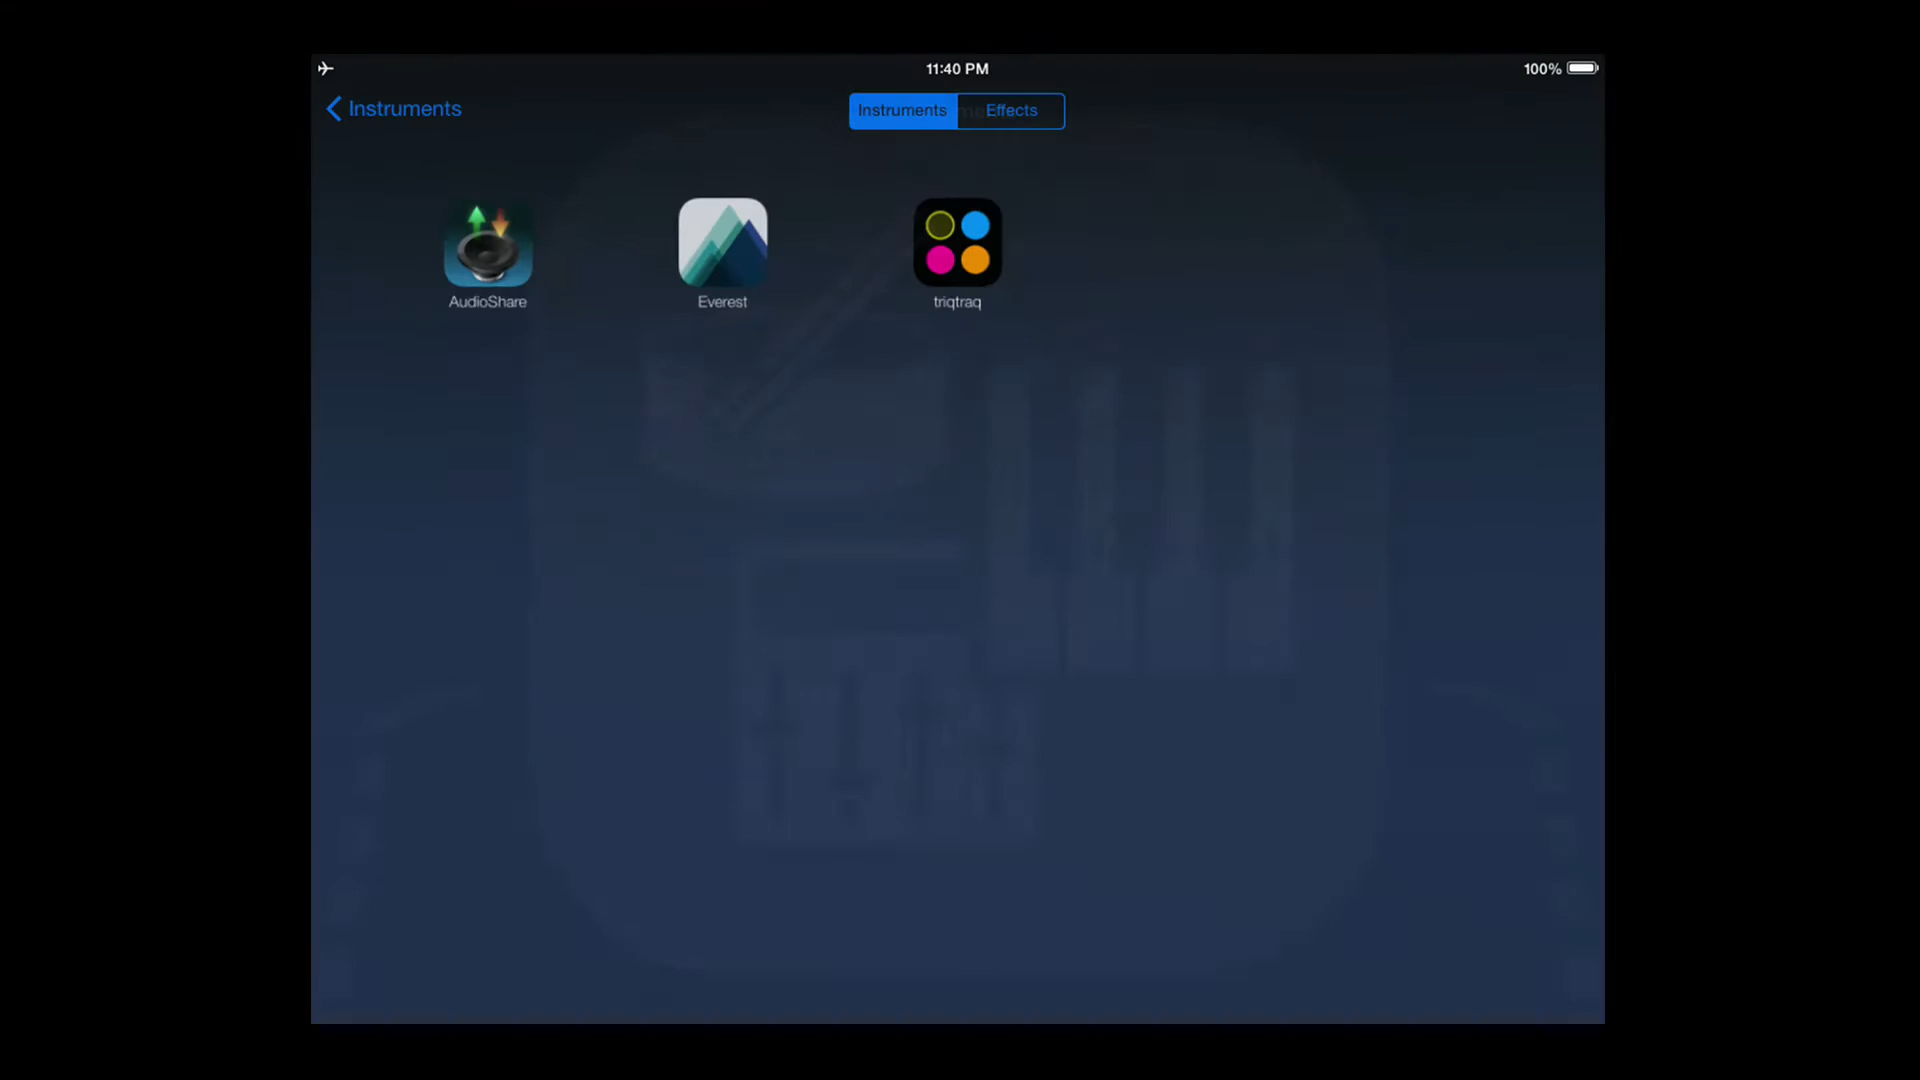 11:40 PM
100%
Instruments
Instruments
Effects
AudioShare
Everest
triqtraq